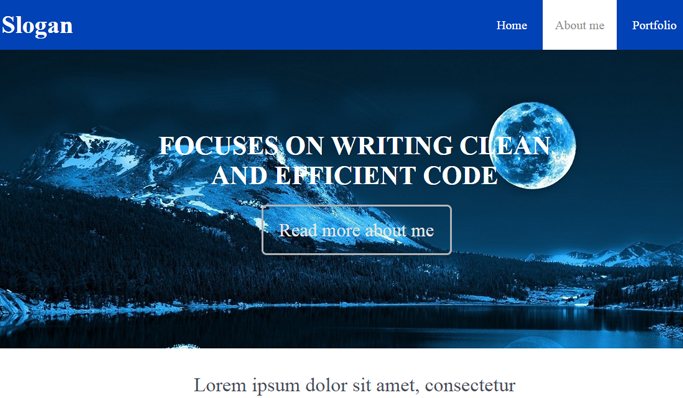 Slogan
Home About me Portfolio
FOCUSES ON WRITING CLEAN
AND EFFICIENT CODE
Read more about me
Lorem ipsum dolor sit amet, consectetur